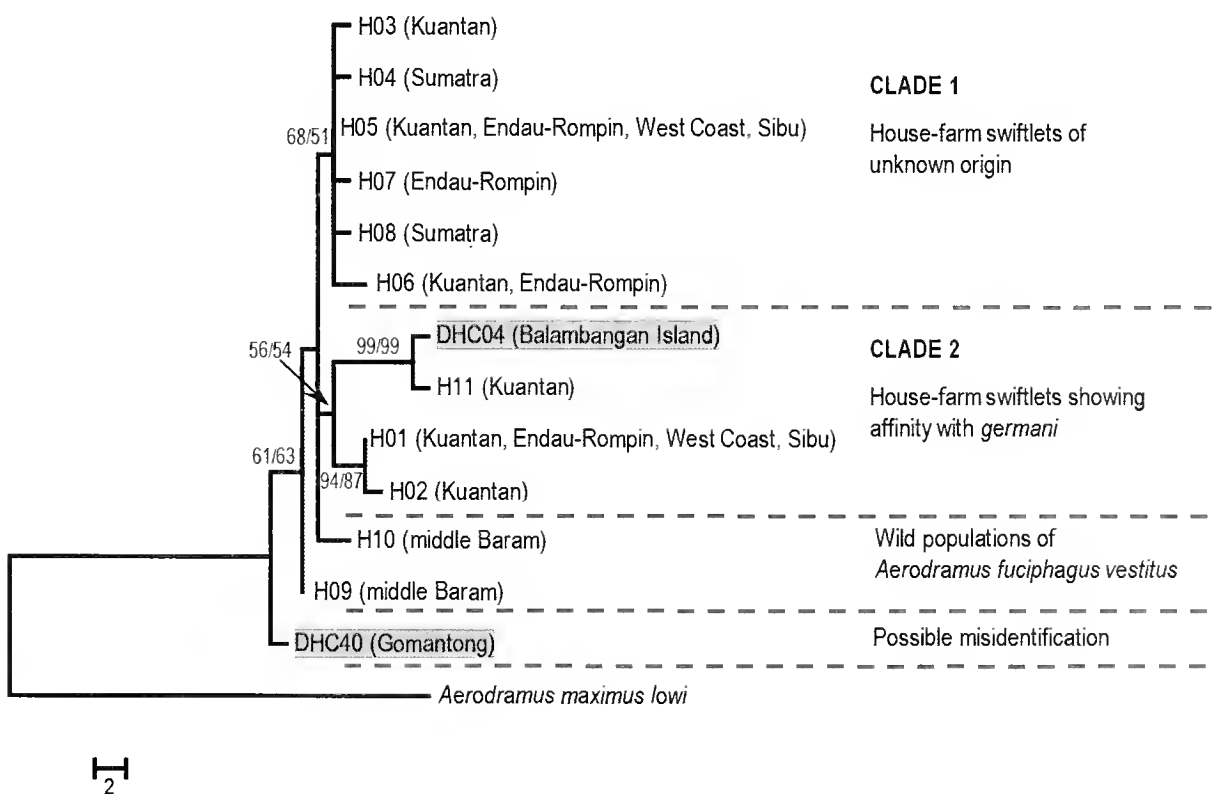 H03 (Kuantan)
H04 (Sumatra)
H05 (Kuantan, Endau-Rompin, West Coast, Sibu)
68/51
H07 (Endau-Rompin)
H08 (Sumatra)
H06 (Kuantan, Endau-Rompin)
CLADE 1
House-farm swiftlets of
unknown origin
DHC04 (Balambangan Island)
99/99
56/54
H11 (Kuantan)
H01 (Kuantan, Endau-Rompin, West Coast, Sibu)
61/63
94/87
H02 (Kuantan)
CLADE 2
House-farm swiftlets showing
affinity with germani
H10 (middle Baram)
H09 (middle Baram)
Wild populations of
Aerodramus fuciphagus vestitus
DHC40 (Gomantong)
Possible misidentification
Aerodramus maximus lowi
2